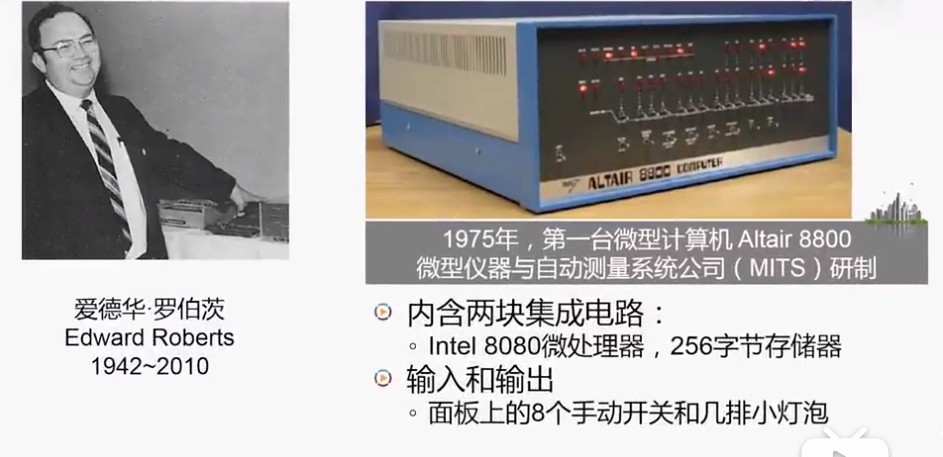 ALTAIR 8800 COMPUTER
1975年，第一台微型计算机 Altair 8800
微型仪器与自动测量系统公司（MITS）研制
爱德华·罗伯茨
Edward Roberts
1942~2010
内含两块集成电路：
Intel 8080微处理器，256字节存储器
输入和输出
面板上的8个手动开关和几排小灯泡